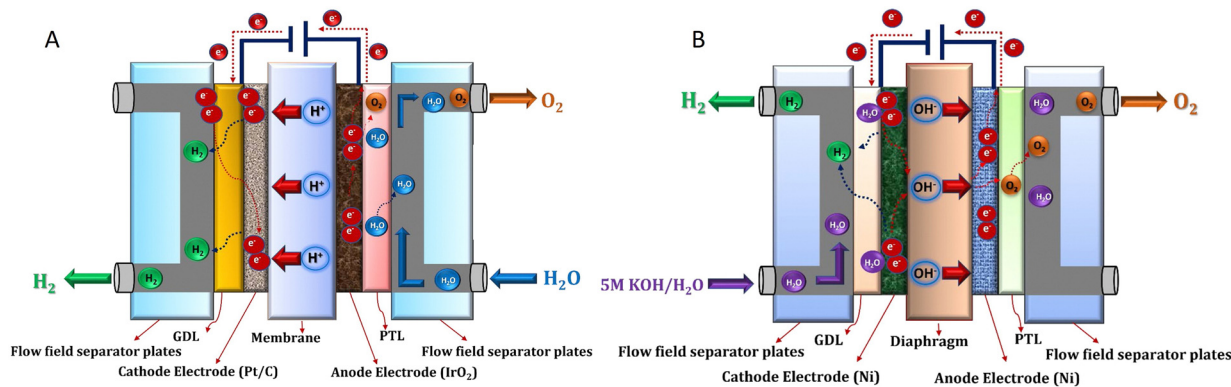 A
e⁻
e⁻
e⁻
e⁻
e⁻
e⁻
e⁻
H⁺
e⁻
O₂
H₂O
H₂O
O₂
O₂
H₂
e⁻
e⁻
H₂O
H⁺
H₂O
e⁻
e⁻
H₂O
H₂
e⁻
e⁻
H⁺
H₂
H₂
H₂O
H₂O
GDL
Membrane
PTL
Flow field separator plates
Flow field separator plates
Cathode Electrode (Pt/C)
Anode Electrode (IrO₂)
B
e⁻
e⁻
e⁻
e⁻
H₂
H₂
H₂O
e⁻
e⁻
OH⁻
e⁻
e⁻
e⁻
H₂O
O₂
O₂
H₂
O₂
OH⁻
O₂
H₂O
H₂O
e⁻
H₂O
e⁻
e⁻
OH⁻
5M KOH/H₂O
H₂O
GDL
Diaphragm
PTL
Flow field separator plates
Flow field separator plates
Cathode Electrode (Ni)
Anode Electrode (Ni)